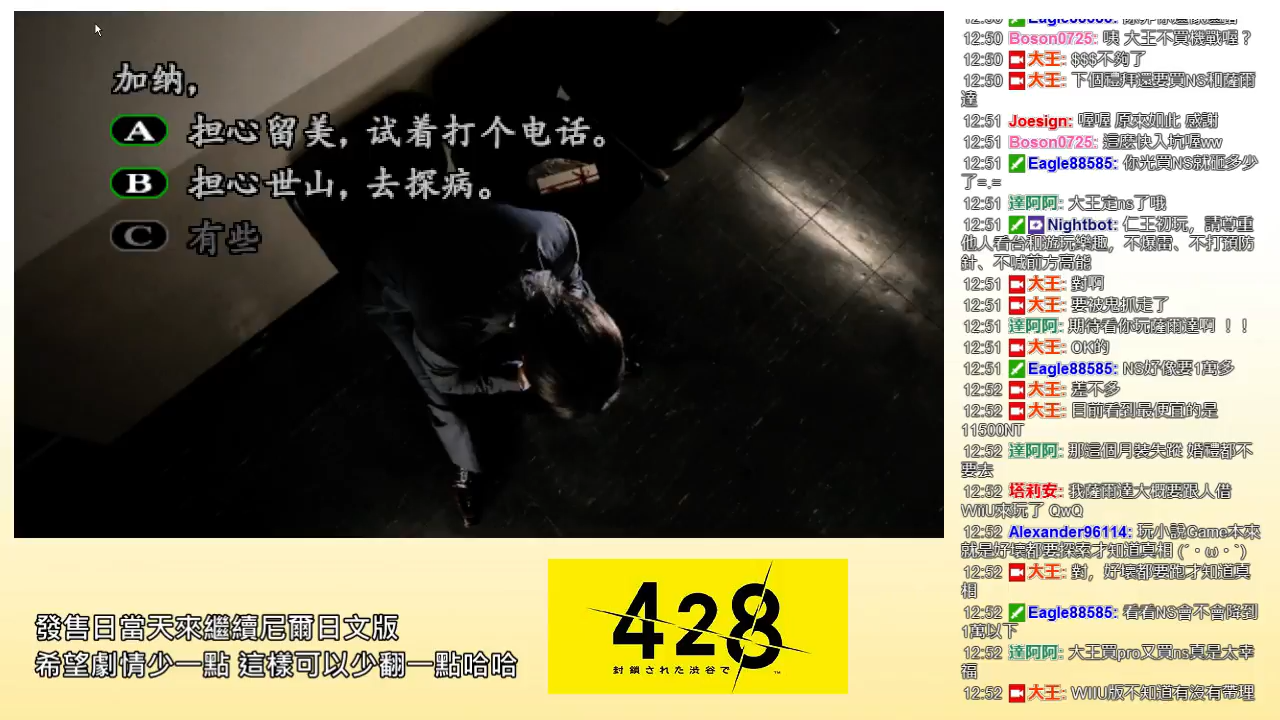 加纳,
A 担心留美, 试着打个电话。
B 担心世山, 去探病。
C 有些
發售日當天來繼續尼爾日文版
希望劇情少一點 這樣可以少翻一點哈哈
428
封鎖された渋谷で
TM
12:50 Boson0725: 咦 大王不買機戰喔？
12:50 大王: $$$不夠了
12:50 大王: 下個禮拜還要買NS和薩爾
達
12:51 Joesign: 喔喔 原來如此 感謝
12:51 Boson0725: 這麼快入坑喔ww
12:51 Eagle88585: 你光買NS就砸多少
了=.=
12:51 達阿阿: 大王定ns了哦
12:51 Nightbot: 仁王初玩，請尊重
他人看台和遊玩樂趣，不爆雷、不打預防
針、不喊前方高能
12:51 大王: 對啊
12:51 大王: 要被鬼抓走了
12:51 達阿阿: 期待看你玩薩爾達啊 ！！
12:51 大王: OK的
12:51 Eagle88585: NS好像要1萬多
12:52 大王: 差不多
12:52 大王: 目前看到最便宜的是
11500NT
12:52 達阿阿: 那這個月裝失蹤 婚禮都不
要去
12:52 塔莉安: 我薩爾達大概要跟人借
WiiU來玩了 QwQ
12:52 Alexander96114: 玩小說Game本來
就是好壞都要探索才知道真相 (´・ω・`)
12:52 大王: 對，好壞都要跑才知道真
相
12:52 Eagle88585: 看看NS會不會降到
1萬以下
12:52 達阿阿: 大王買pro又買ns真是太幸
福
12:52 大王: WIIU版不知道有沒有帶理